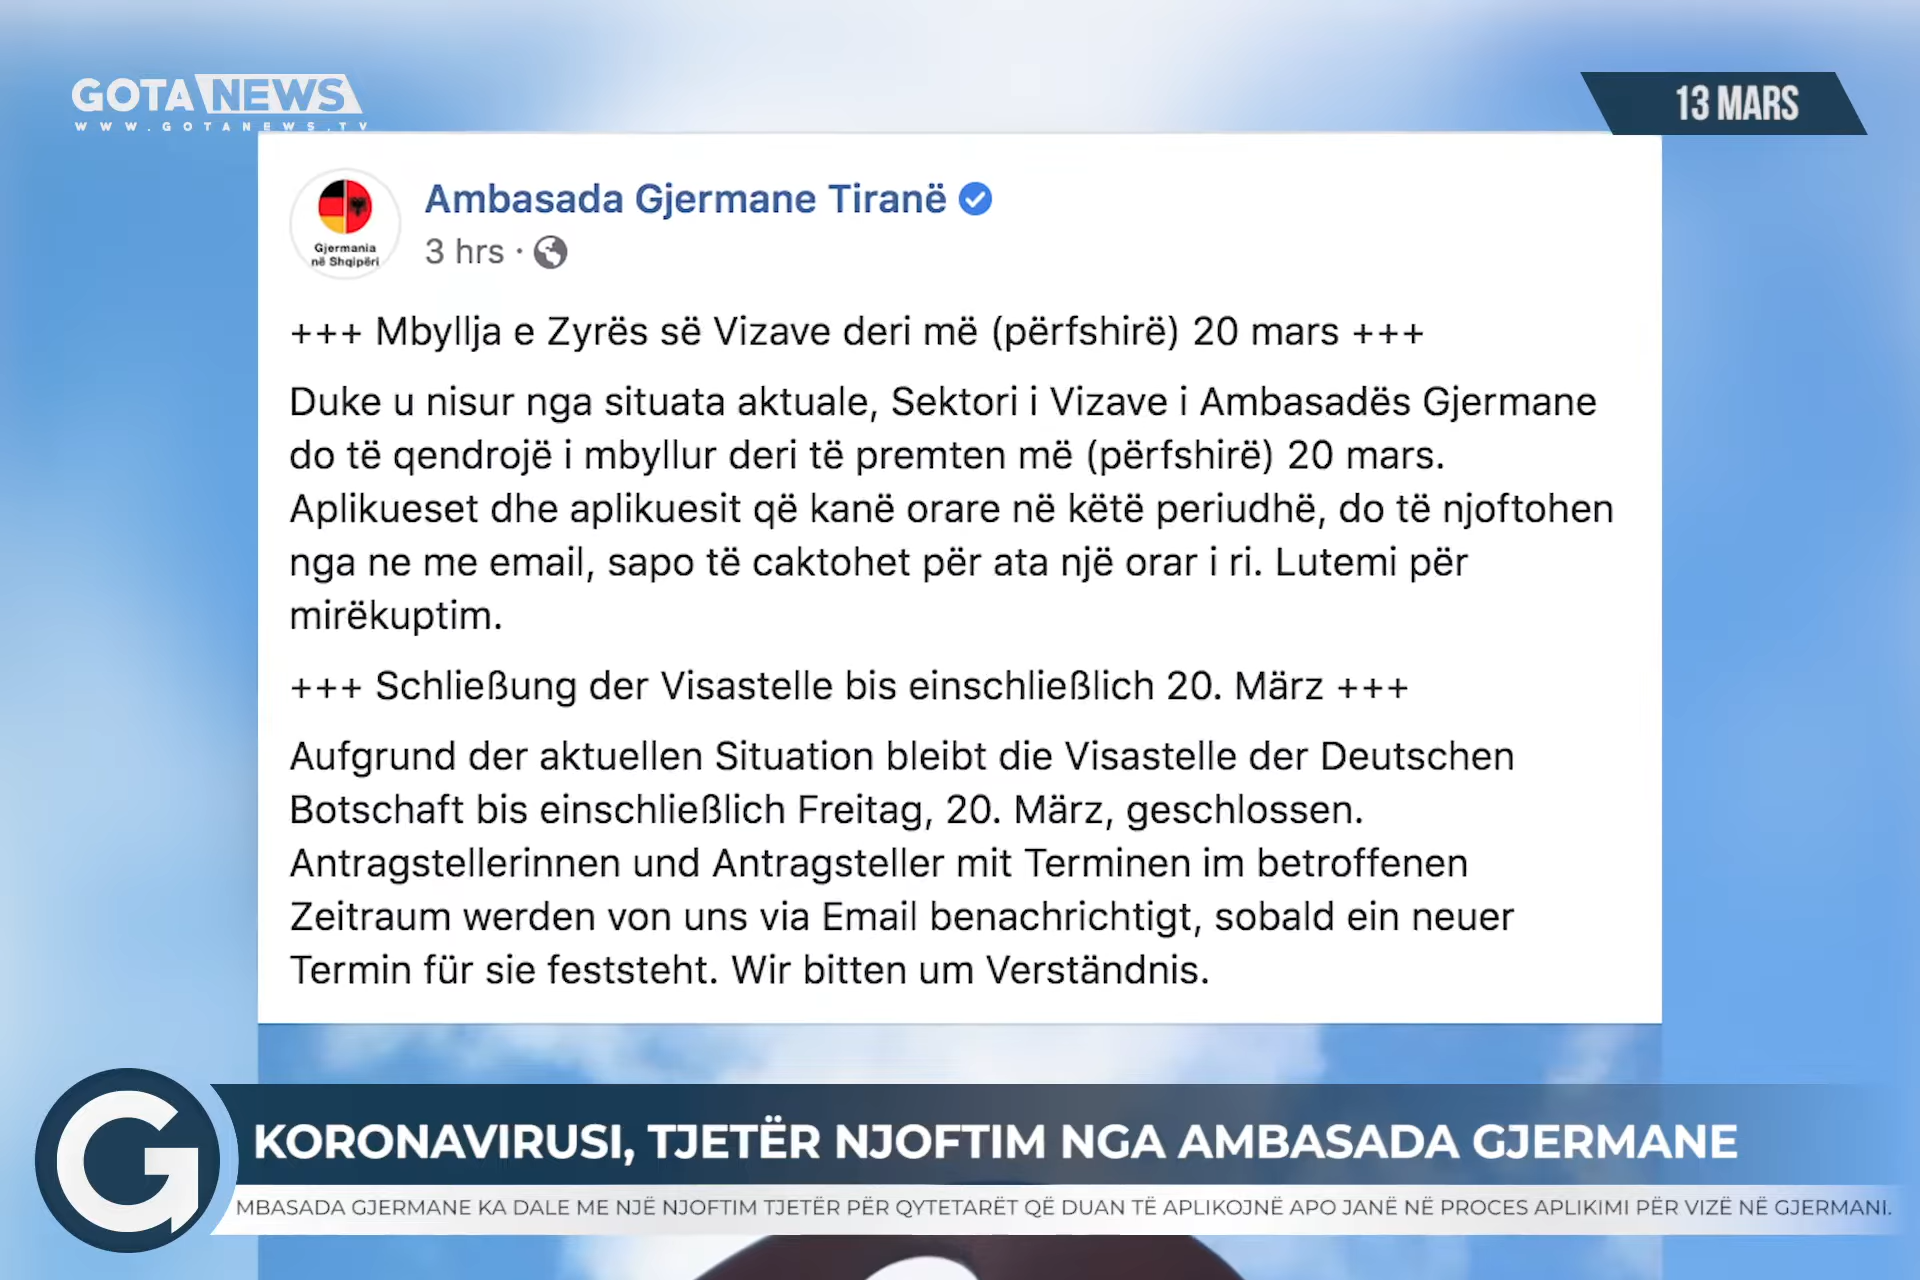 GOTA NEWS
WWW.GOTANEWS.TV
13 MARS
Ambasada Gjermane Tiranë
3 hrs ·
Gjermania
në Shqipëri
+++ Mbyllja e Zyrës së Vizave deri më (përfshirë) 20 mars +++
Duke u nisur nga situata aktuale, Sektori i Vizave i Ambasadës Gjermane
do të qendrojë i mbyllur deri të premten më (përfshirë) 20 mars.
Aplikueset dhe aplikuesit që kanë orare në këtë periudhë, do të njoftohen
nga ne me email, sapo të caktohet për ata një orar i ri. Lutemi për
mirëkuptim.
+++ Schließung der Visastelle bis einschließlich 20. März +++
Aufgrund der aktuellen Situation bleibt die Visastelle der Deutschen
Botschaft bis einschließlich Freitag, 20. März, geschlossen.
Antragstellerinnen und Antragsteller mit Terminen im betroffenen
Zeitraum werden von uns via Email benachrichtigt, sobald ein neuer
Termin für sie feststeht. Wir bitten um Verständnis.
G
KORONAVIRUSI, TJETËR NJOFTIM NGA AMBASADA GJERMANE
MBASADA GJERMANE KA DALE ME NJË NJOFTIM TJETËR PËR QYTETARËT QË DUAN TË APLIKOJNË APO JANË NË PROCES APLIKIMI PËR VIZË NË GJERMANI.